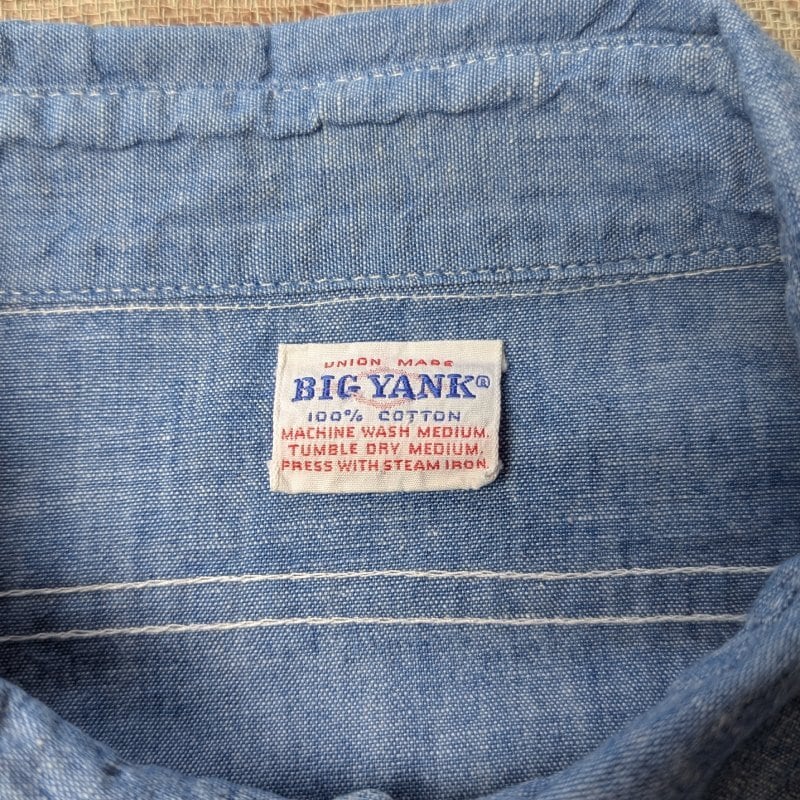 UNION MADE
BIG YANK®
100% COTTON
MACHINE WASH MEDIUM.
TUMBLE DRY MEDIUM.
PRESS WITH STEAM IRON.